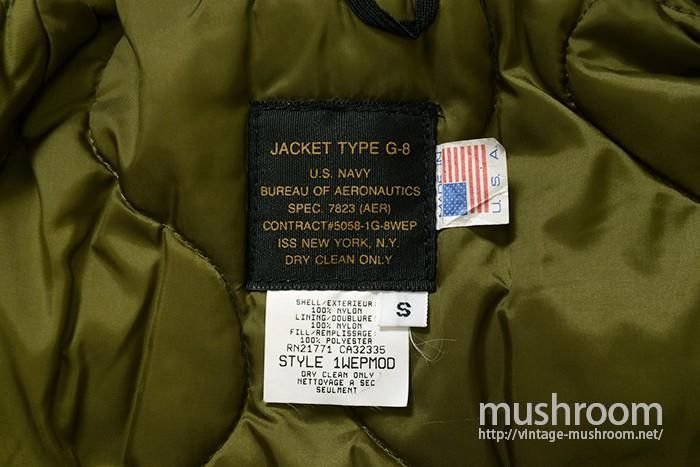 JACKET TYPE G-8
U.S. NAVY
BUREAU OF AERONAUTICS
SPEC. 7823 (AER)
CONTRACT#5058-1G-8WEP
ISS NEW YORK, N.Y.
DRY CLEAN ONLY
MADE IN
U.S.A.
S
SHELL/EXTERIEUR:
100% NYLON
LINING/DOUBLURE:
100% NYLON
FILL/REMPLISSAGE:
100% POLYESTER
RN21771 CA32335
STYLE 1WEPMOD
DRY CLEAN ONLY
NETTOYAGE A SEC
SEULMENT
mushroom
http://vintage-mushroom.net/